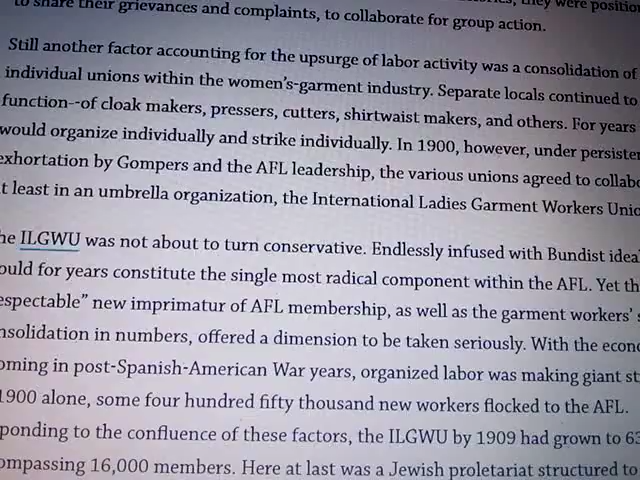 to share their grievances and complaints, to collaborate for group action.
they were position
Still another factor accounting for the upsurge of labor activity was a consolidation of
individual unions within the women's-garment industry. Separate locals continued to
function--of cloak makers, pressers, cutters, shirtwaist makers, and others. For years
would organize individually and strike individually. In 1900, however, under persisten
exhortation by Gompers and the AFL leadership, the various unions agreed to collabo
t least in an umbrella organization, the International Ladies Garment Workers Unio
he ILGWU was not about to turn conservative. Endlessly infused with Bundist idea
ould for years constitute the single most radical component within the AFL. Yet th
espectable” new imprimatur of AFL membership, as well as the garment workers' s
nsolidation in numbers, offered a dimension to be taken seriously. With the econo
oming in post-Spanish-American War years, organized labor was making giant st
1900 alone, some four hundred fifty thousand new workers flocked to the AFL.
ponding to the confluence of these factors, the ILGWU by 1909 had grown to 63
ompassing 16,000 members. Here at last was a Jewish proletariat structured to